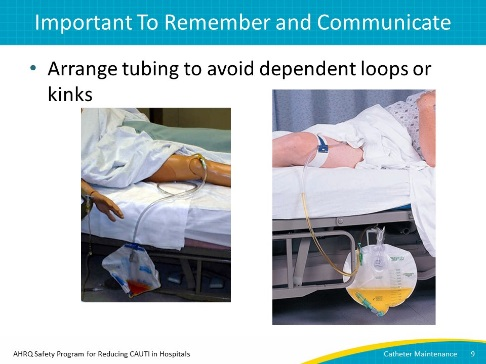 Important To Remember and Communicate
• Arrange tubing to avoid dependent loops or
kinks
AHRQ Safety Program for Reducing CAUTI in Hospitals
Catheter Maintenance 9